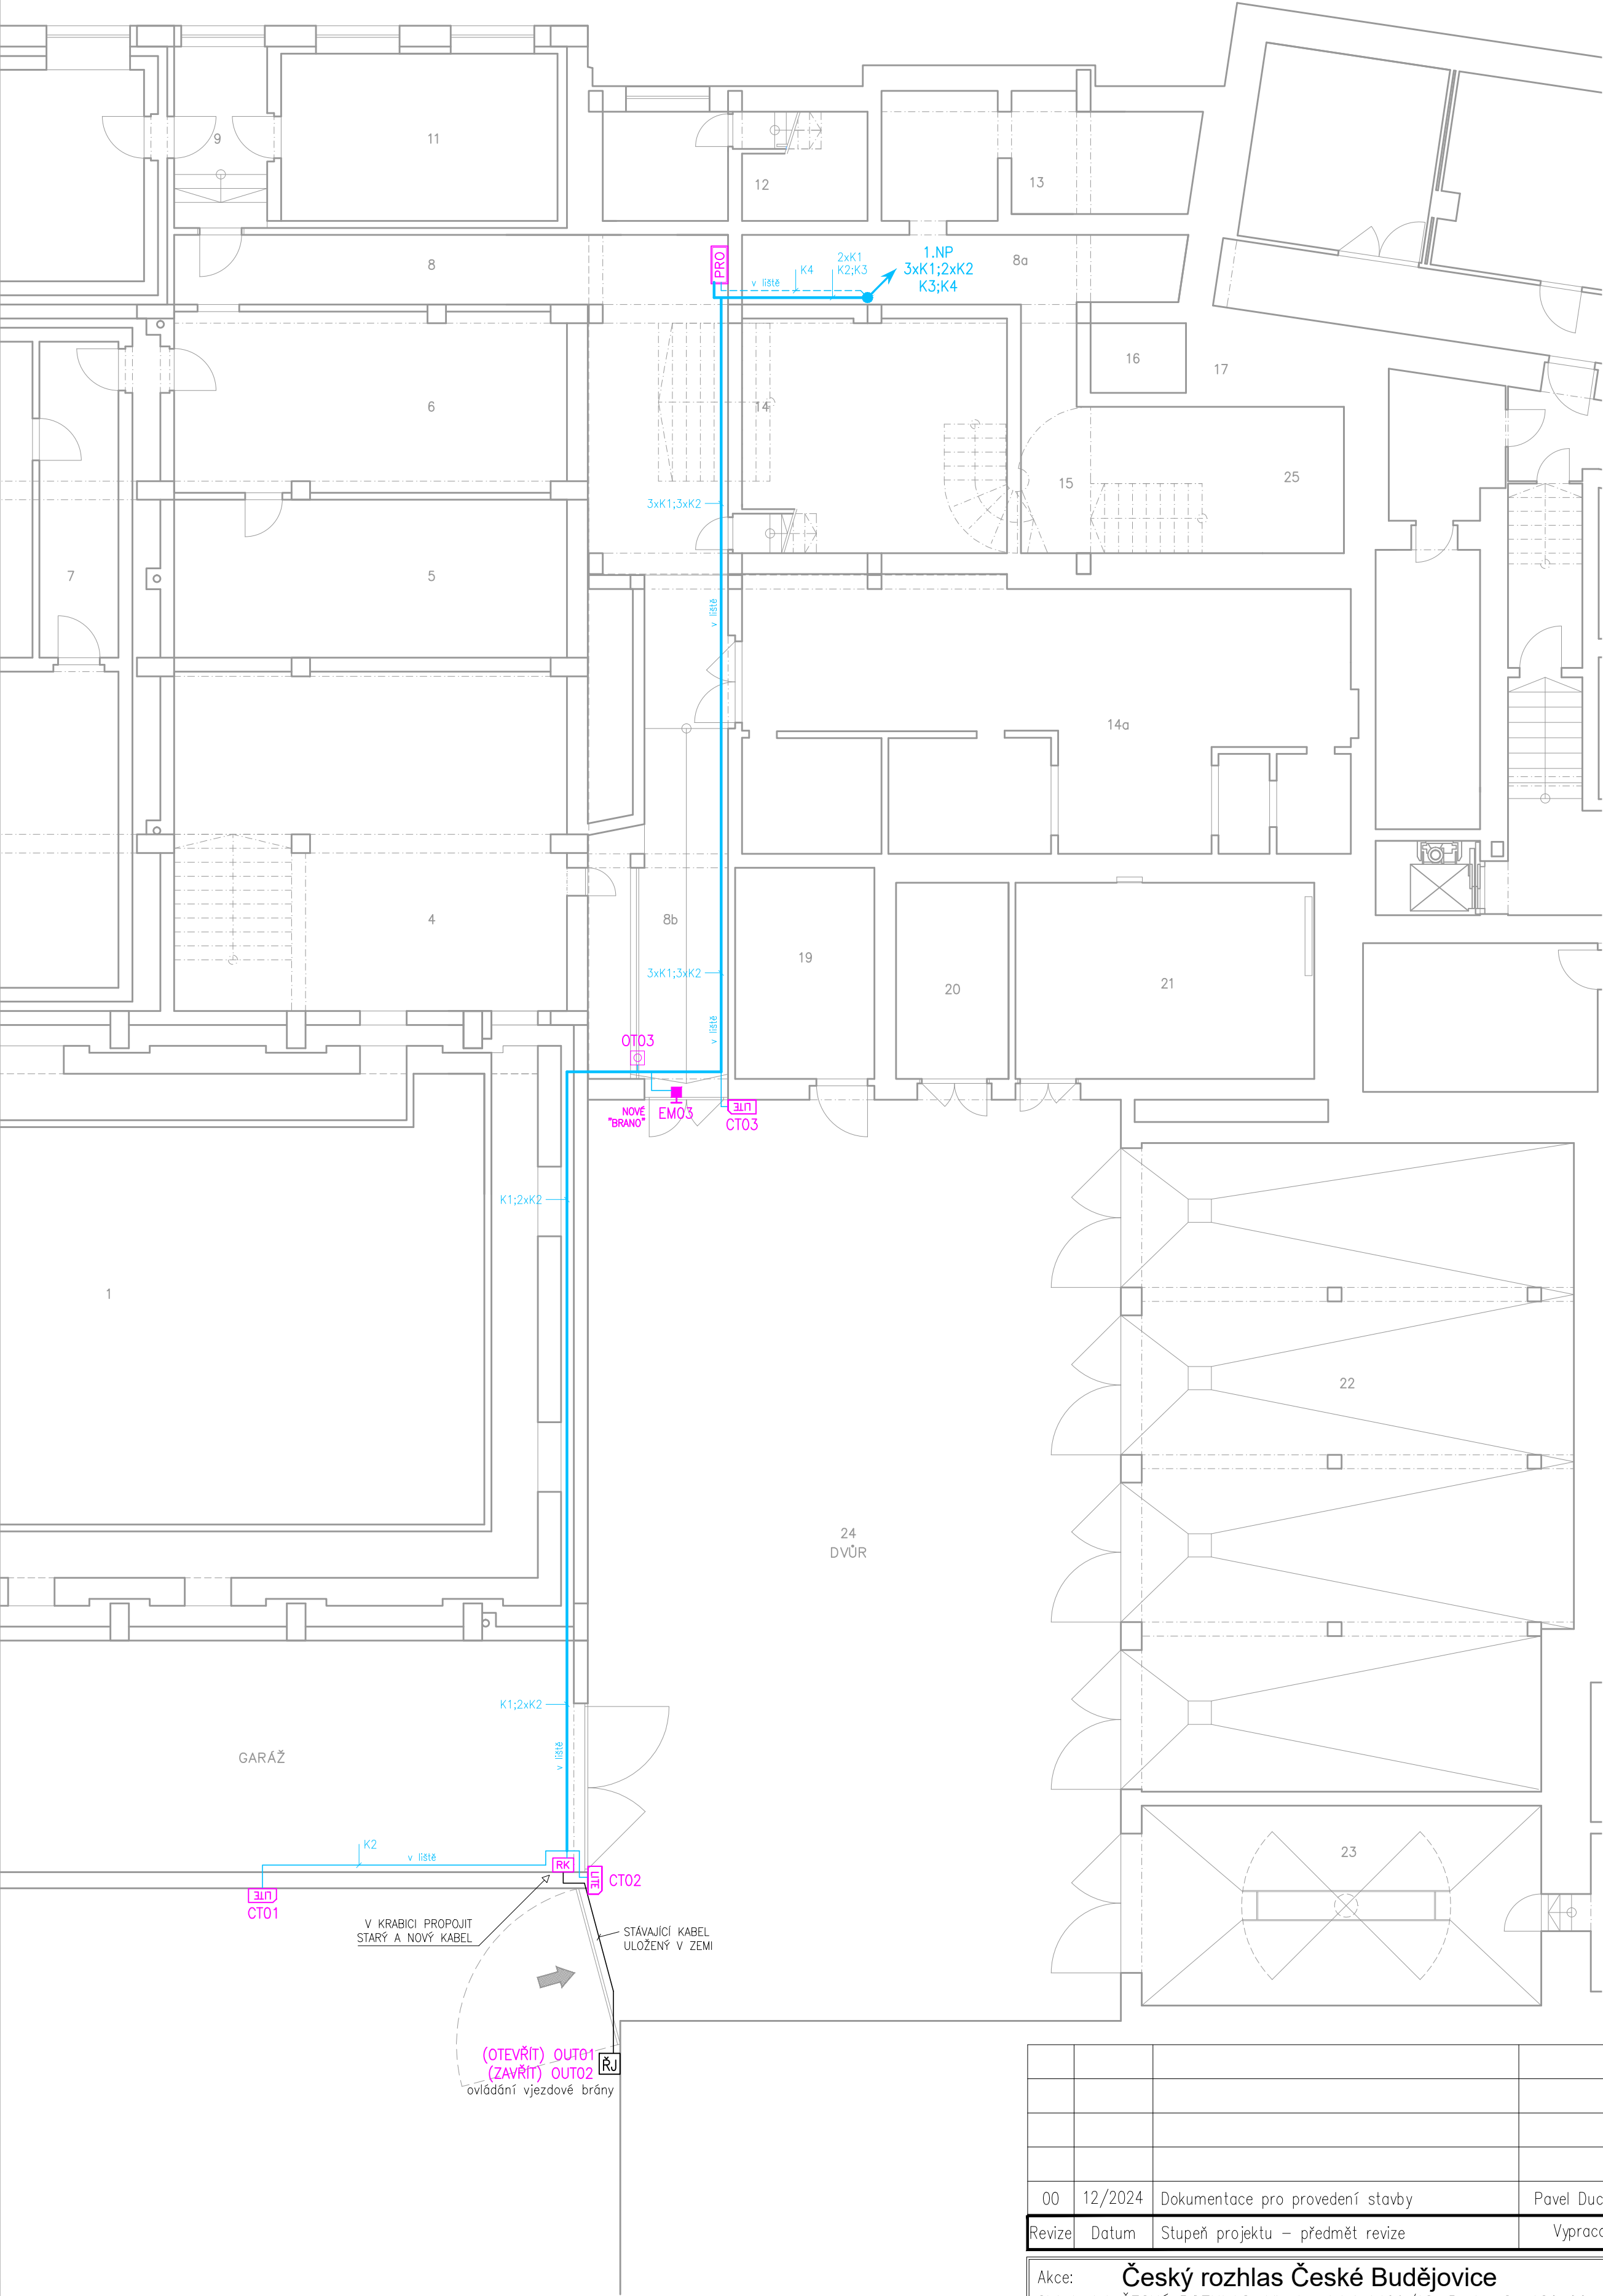 9
11
12
13
8
PRO
v liště
K4
2xK1
K2;K3
1.NP
3xK1;2xK2
K3;K4
8a
6
14
16
17
3xK1;3xK2
15
25
7
5
v liště
14a
4
8b
19
20
21
3xK1;3xK2
v liště
OT03
NOVÉ
"BRANO"
EM03
LITE
CT03
K1;2xK2
1
22
24
DVŮR
K1;2xK2
GARÁŽ
v liště
K2
v liště
RK
LITE
CT02
LITE
CT01
23
V KRABICI PROPOJIT
STARÝ A NOVÝ KABEL
STÁVAJÍCÍ KABEL
ULOŽENÝ V ZEMI
(OTEVŘÍT) OUT01
(ZAVŘÍT) OUT02
ŘJ
ovládání vjezdové brány
00 12/2024 Dokumentace pro provedení stavby Pavel Duc
Revize Datum Stupeň projektu – předmět revize Vypraco
Akce: Český rozhlas České Budějovice